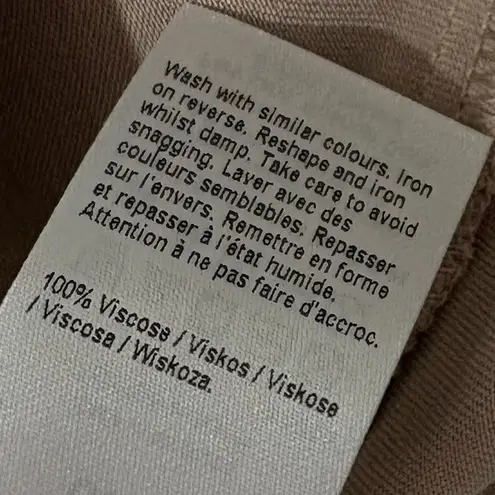 Wash with similar colours. Iron
on reverse. Reshape and iron
whilst damp. Take care to avoid
snagging. Laver avec des
couleurs semblables. Repasser
sur l'envers. Remettre en forme
et repasser à l'état humide.
Attention à ne pas faire d'accroc.
100% Viscose / Viskos / Viskose
/ Viscosa / Wiskoza.